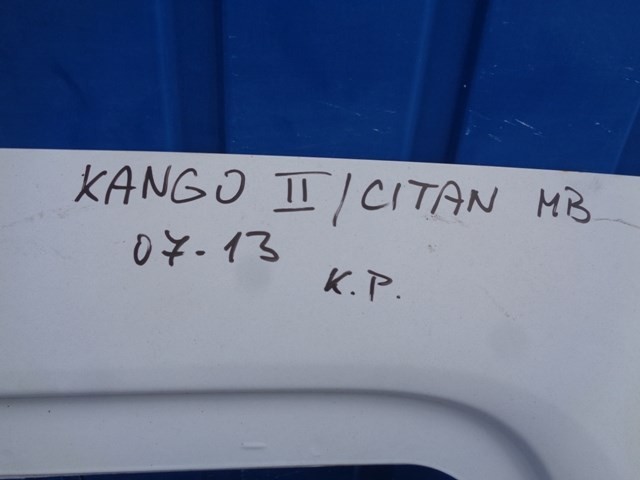 KANGO II / CITAN MB
07-13
K.P.